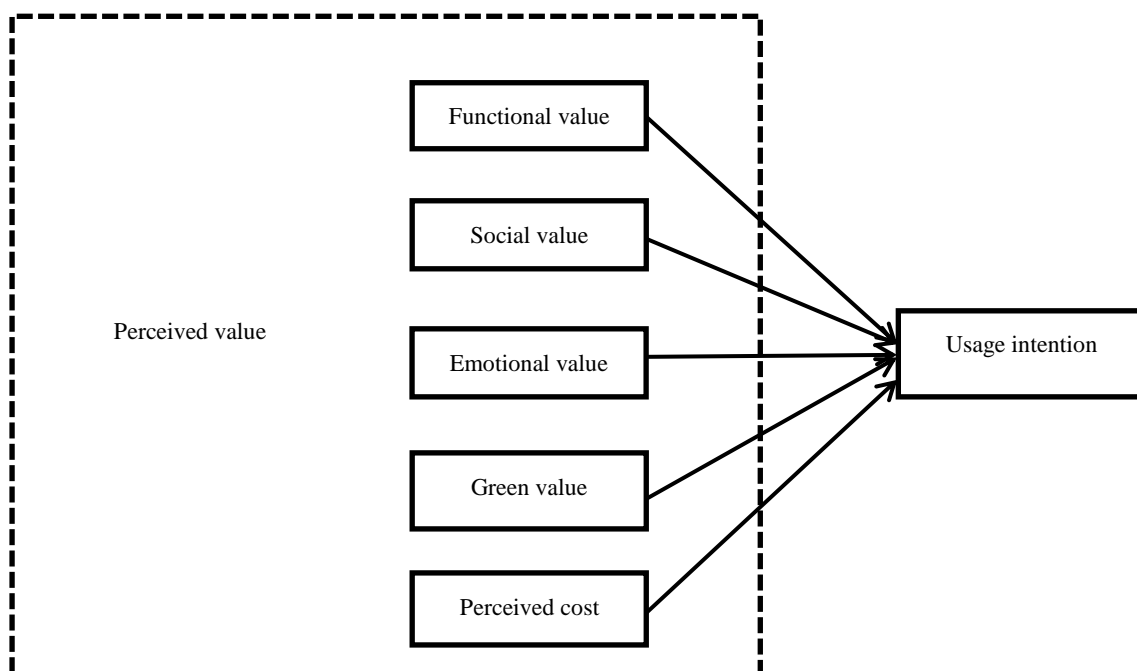 Functional value
Social value
Perceived value
Emotional value
Usage intention
Green value
Perceived cost